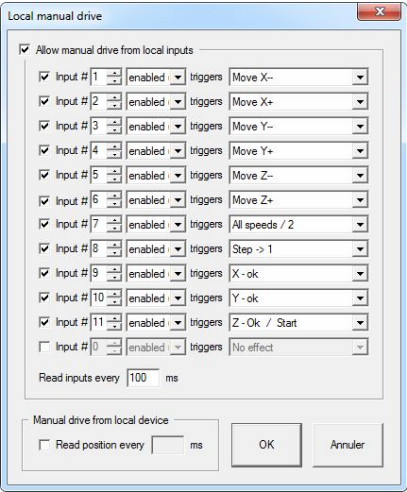 Local manual drive
Allow manual drive from local inputs
Input # 1 enabled triggers Move X--
Input # 2 enabled triggers Move X+
Input # 3 enabled triggers Move Y--
Input # 4 enabled triggers Move Y+
Input # 5 enabled triggers Move Z--
Input # 6 enabled triggers Move Z+
Input # 7 enabled triggers All speeds / 2
Input # 8 enabled triggers Step -> 1
Input # 9 enabled triggers X - ok
Input # 10 enabled triggers Y - ok
Input # 11 enabled triggers Z - Ok / Start
Input # 0 enabled triggers No effect
Read inputs every 100 ms
Manual drive from local device
Read position every ms
OK
Annuler